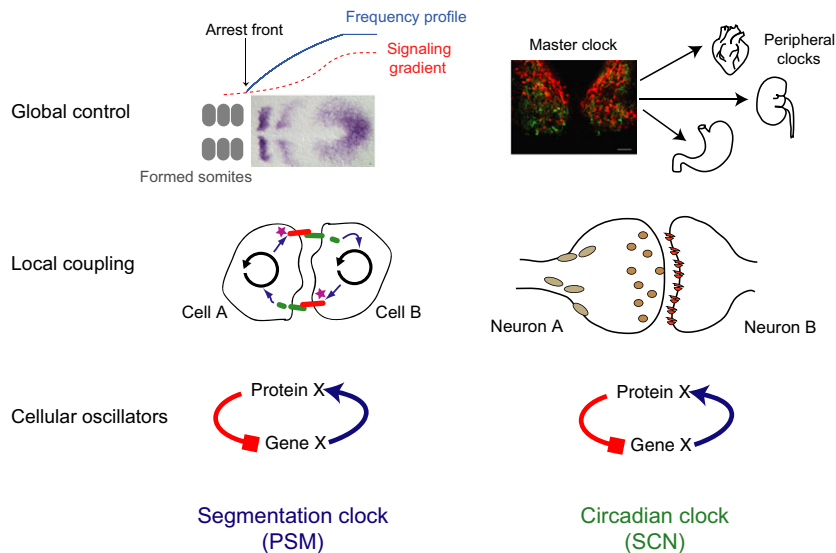 Frequency profile
Arrest front
Signaling
gradient
Master clock
Peripheral
clocks
Global control
Formed somites
Local coupling
Cell A
Cell B
Neuron A
Neuron B
Cellular oscillators
Protein X
Gene X
Protein X
Gene X
Segmentation clock
(PSM)
Circadian clock
(SCN)